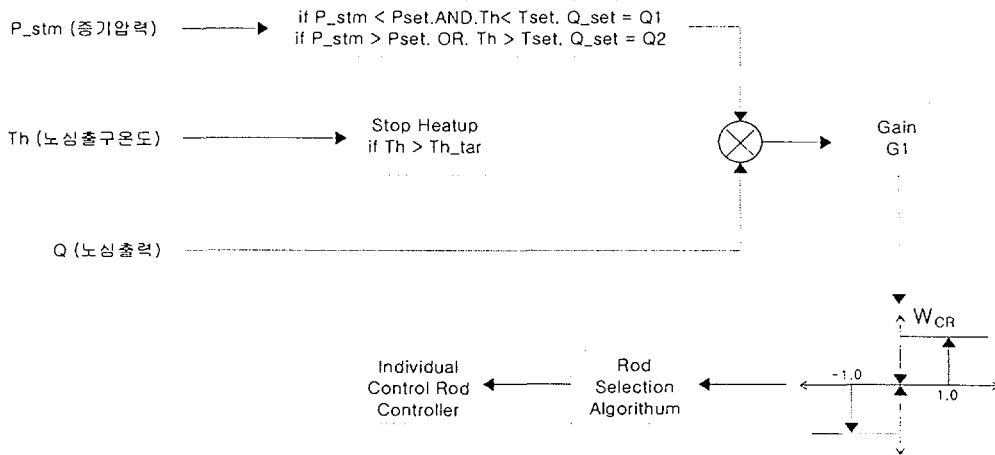 P_stm (증기압력)
if P_stm < Pset.AND.Th< Tset, Q_set = Q1
if P_stm > Pset. OR. Th > Tset, Q_set = Q2
Th (노심출구온도)
Stop Heatup
if Th > Th_tar
Gain
G1
Q (노심출력)
W_CR
-1.0
1.0
Individual
Control Rod
Controller
Rod
Selection
Algorithum